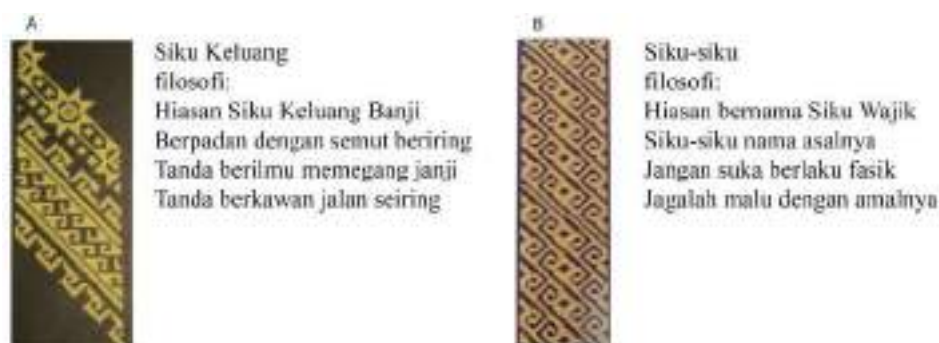 A
Siku Keluang
filosofi:
Hiasan Siku Keluang Banji
Berpadan dengan semut beriring
Tanda berilmu memegang janji
Tanda berkawan jalan seiring
B
Siku-siku
filosofi:
Hiasan bernama Siku Wajik
Siku-siku nama asalnya
Jangan suka berlaku fasik
Jagalah malu dengan amalnya